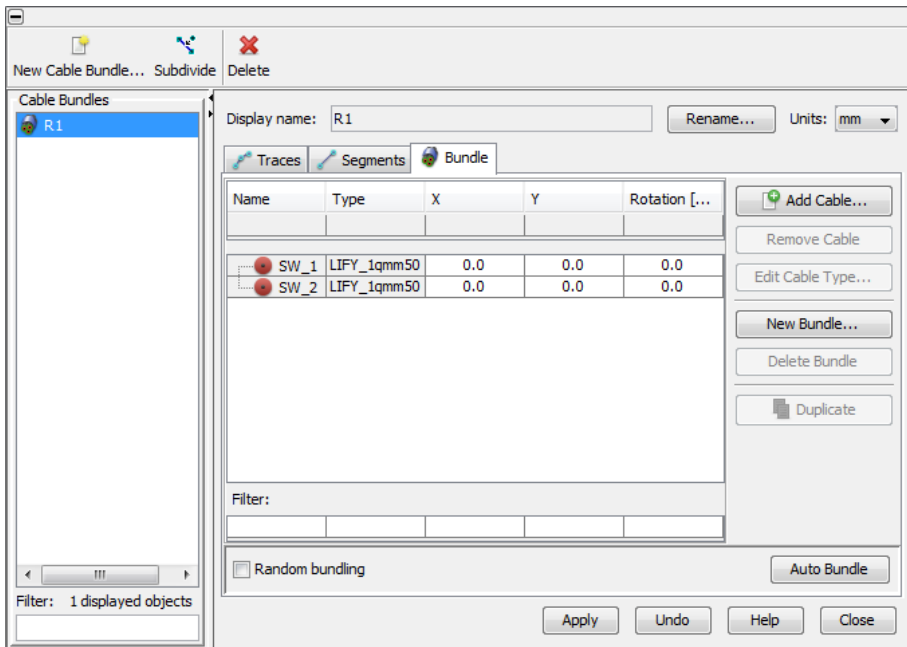 New Cable Bundle... Subdivide Delete
Cable Bundles
R1
Display name: R1 Rename... Units: mm
Traces Segments Bundle
Name Type X Y Rotation [...
SW_1 LIFY_1qmm50 0.0 0.0 0.0
SW_2 LIFY_1qmm50 0.0 0.0 0.0
Add Cable...
Remove Cable
Edit Cable Type...
New Bundle...
Delete Bundle
Duplicate
Filter:
Random bundling Auto Bundle
Filter: 1 displayed objects
Apply Undo Help Close